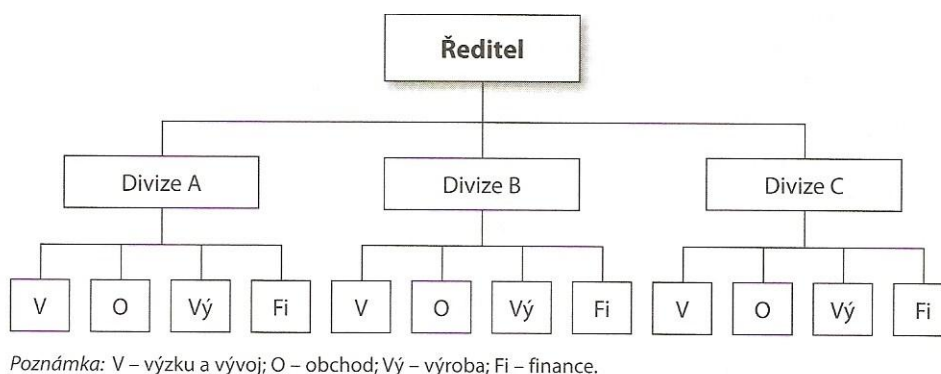 Ředitel
Divize A Divize B Divize C
V O Vý Fi V O Vý Fi V O Vý Fi
Poznámka: V – výzku a vývoj; O – obchod; Vý – výroba; Fi – finance.